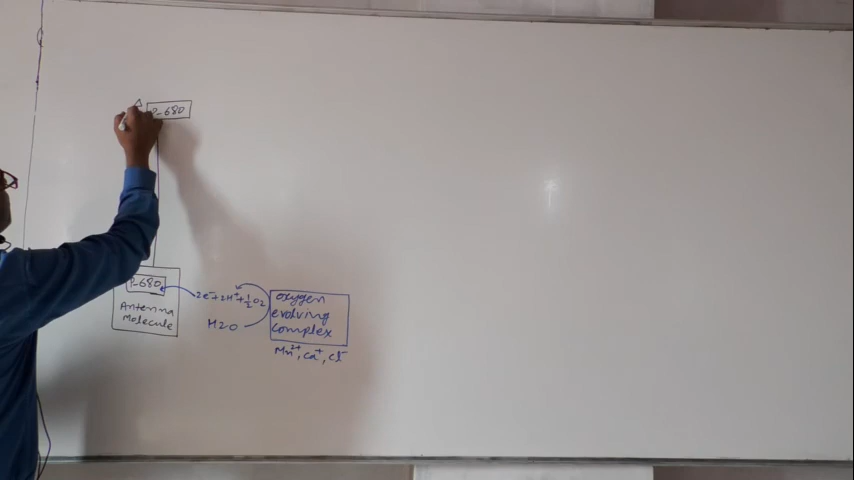 P-680
P-680
Antenna
Molecule
2e⁻+2H⁺+½O2
H2O
oxygen
evolving
complex
Mn²⁺, Ca⁺, Cl⁻